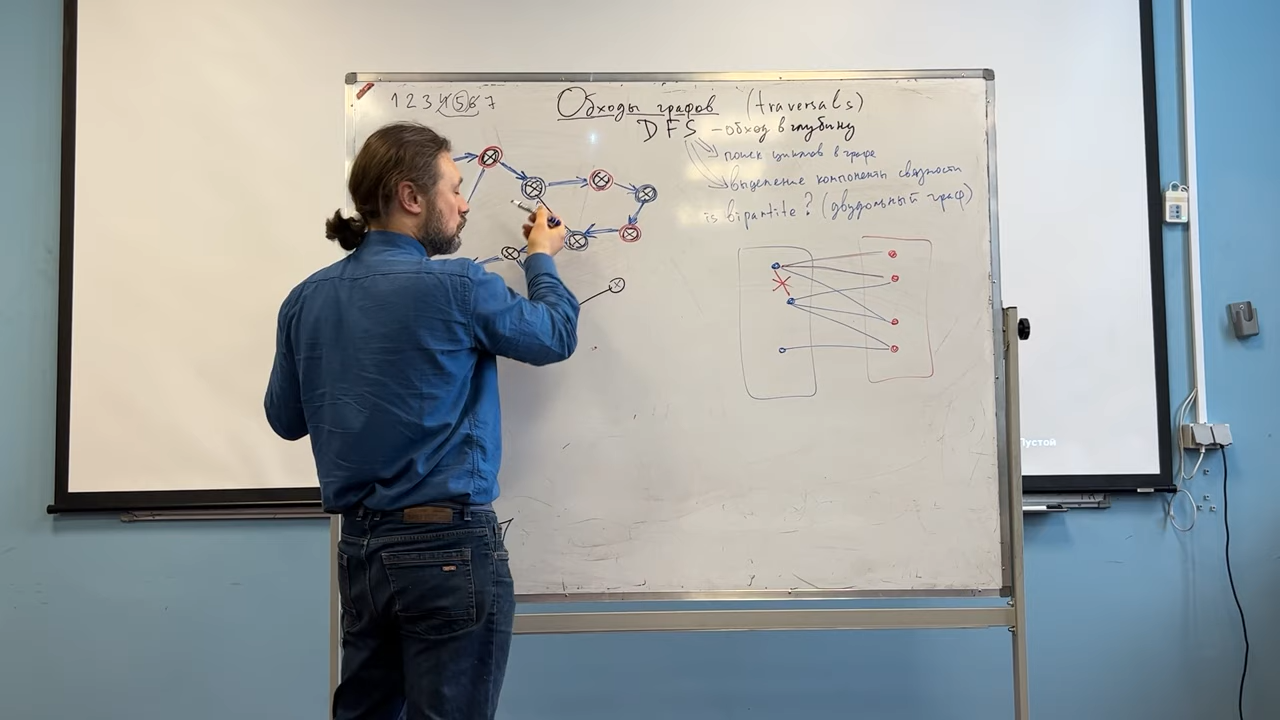 1 2 3 4 5 6 7
Обходы графов (traversals)
DFS - обход в глубину
поиск циклов в графе
выделение компоненты связности
is bipartite? (двудольный граф)
Пустой